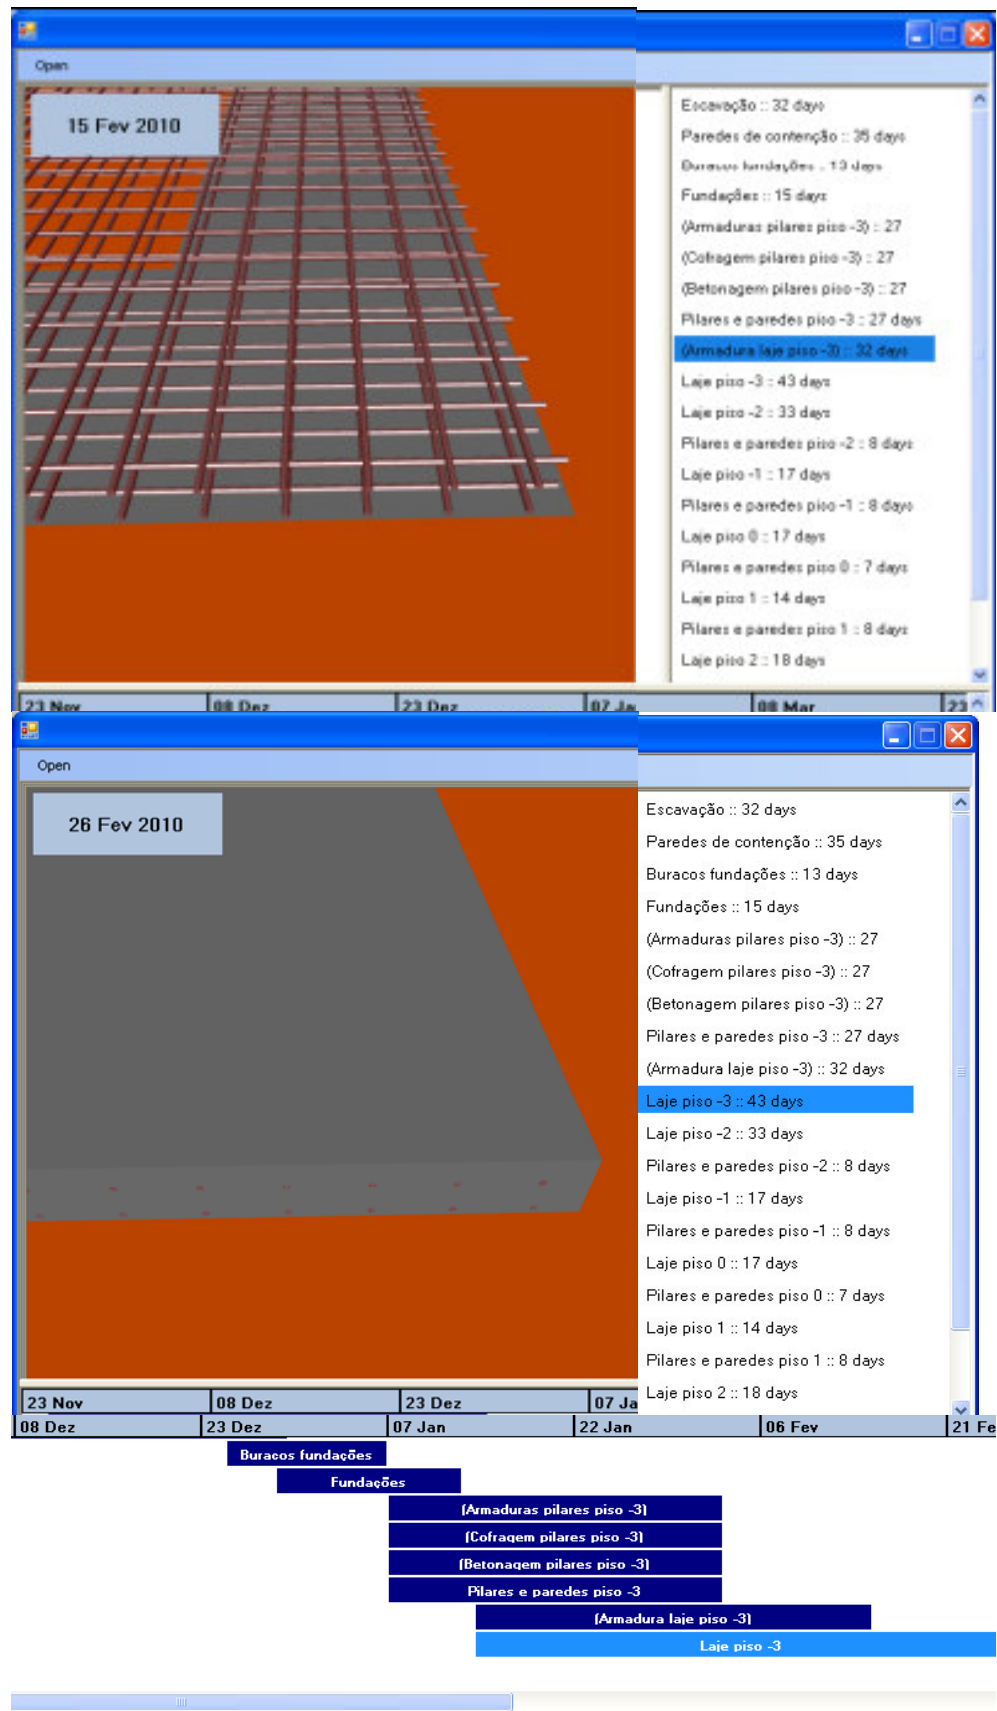 Open
15 Fev 2010
Escavação :: 32 days
Paredes de contenção :: 35 days
Buracos fundações :: 13 days
Fundações :: 15 days
(Armaduras pilares piso -3) :: 27
(Cofragem pilares piso -3) :: 27
(Betonagem pilares piso -3) :: 27
Pilares e paredes piso -3 :: 27 days
(Armadura laje piso -3) :: 32 days
Laje piso -3 :: 43 days
Laje piso -2 :: 33 days
Pilares e paredes piso -2 :: 8 days
Laje piso -1 :: 17 days
Pilares e paredes piso -1 :: 8 days
Laje piso 0 :: 17 days
Pilares e paredes piso 0 :: 7 days
Laje piso 1 :: 14 days
Pilares e paredes piso 1 :: 8 days
Laje piso 2 :: 18 days
23 Nov 08 Dez 23 Dez 07 Ja 08 Mar 23
Open
26 Fev 2010
Escavação :: 32 days
Paredes de contenção :: 35 days
Buracos fundações :: 13 days
Fundações :: 15 days
(Armaduras pilares piso -3) :: 27
(Cofragem pilares piso -3) :: 27
(Betonagem pilares piso -3) :: 27
Pilares e paredes piso -3 :: 27 days
(Armadura laje piso -3) :: 32 days
Laje piso -3 :: 43 days
Laje piso -2 :: 33 days
Pilares e paredes piso -2 :: 8 days
Laje piso -1 :: 17 days
Pilares e paredes piso -1 :: 8 days
Laje piso 0 :: 17 days
Pilares e paredes piso 0 :: 7 days
Laje piso 1 :: 14 days
Pilares e paredes piso 1 :: 8 days
Laje piso 2 :: 18 days
23 Nov 08 Dez 23 Dez 07 Ja
08 Dez 23 Dez 07 Jan 22 Jan 06 Fev 21 Fe
Buracos fundações
Fundações
(Armaduras pilares piso -3)
(Cofragem pilares piso -3)
(Betonagem pilares piso -3)
Pilares e paredes piso -3
(Armadura laje piso -3)
Laje piso -3